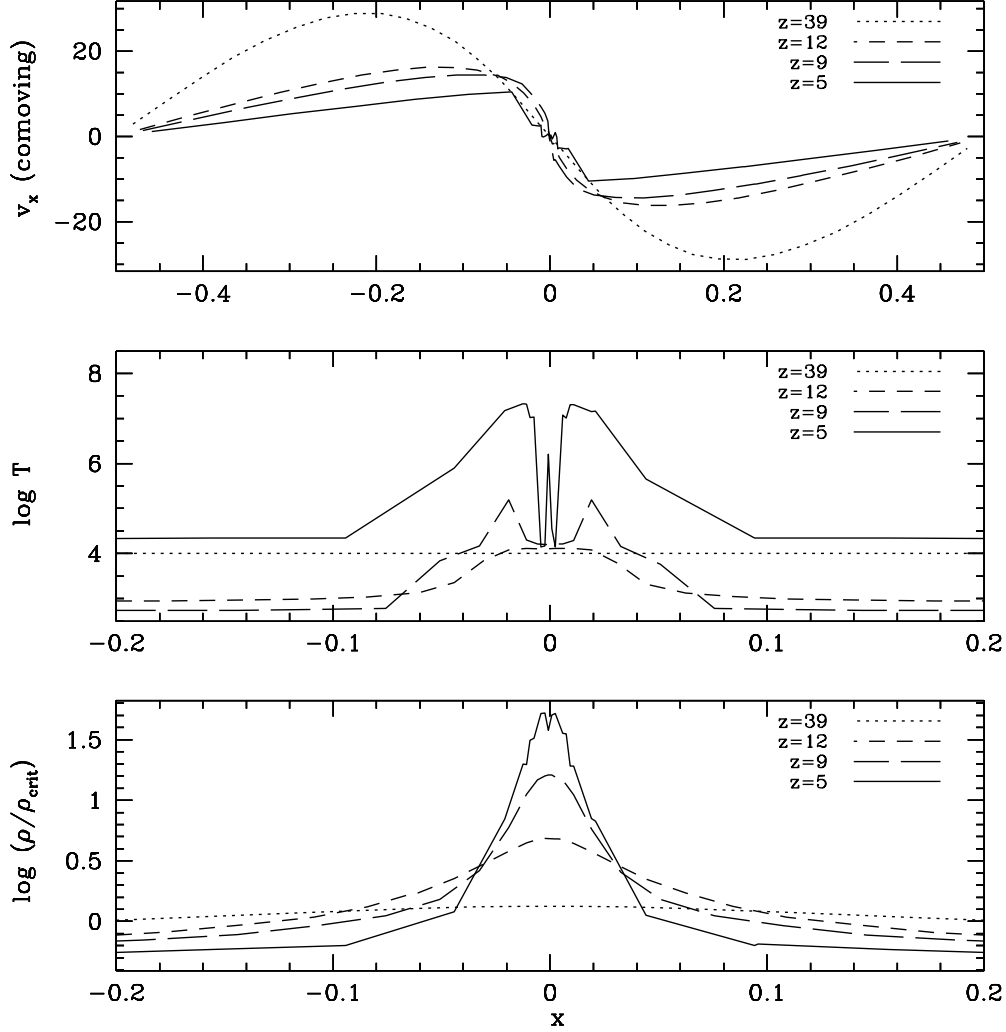 v_x (comoving)
20
0
−20
z=39
z=12
z=9
z=5
−0.4
−0.2
0
0.2
0.4
log T
8
6
4
z=39
z=12
z=9
z=5
−0.2
−0.1
0
0.1
0.2
log (ρ/ρ_crit)
1.5
1
0.5
0
z=39
z=12
z=9
z=5
−0.2
−0.1
0
0.1
0.2
x